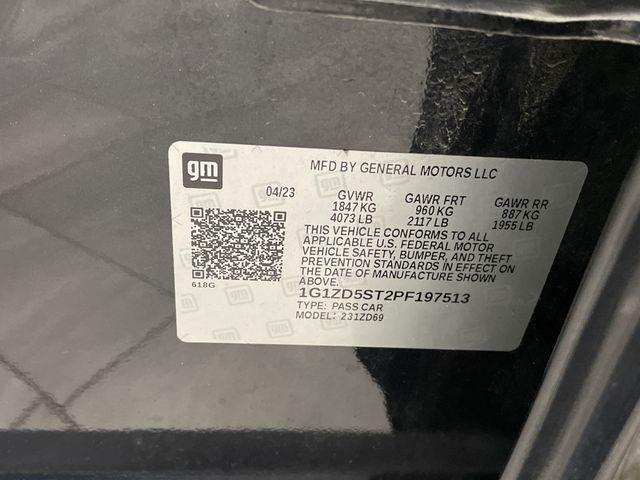 gm
MFD BY GENERAL MOTORS LLC
04/23
GVWR GAWR FRT GAWR RR
1847 KG 960 KG 887 KG
4073 LB 2117 LB 1955 LB
THIS VEHICLE CONFORMS TO ALL
APPLICABLE U.S. FEDERAL MOTOR
VEHICLE SAFETY, BUMPER, AND THEFT
PREVENTION STANDARDS IN EFFECT ON
THE DATE OF MANUFACTURE SHOWN
ABOVE.
618G
1G1ZD5ST2PF197513
TYPE: PASS CAR
MODEL: 231ZD69